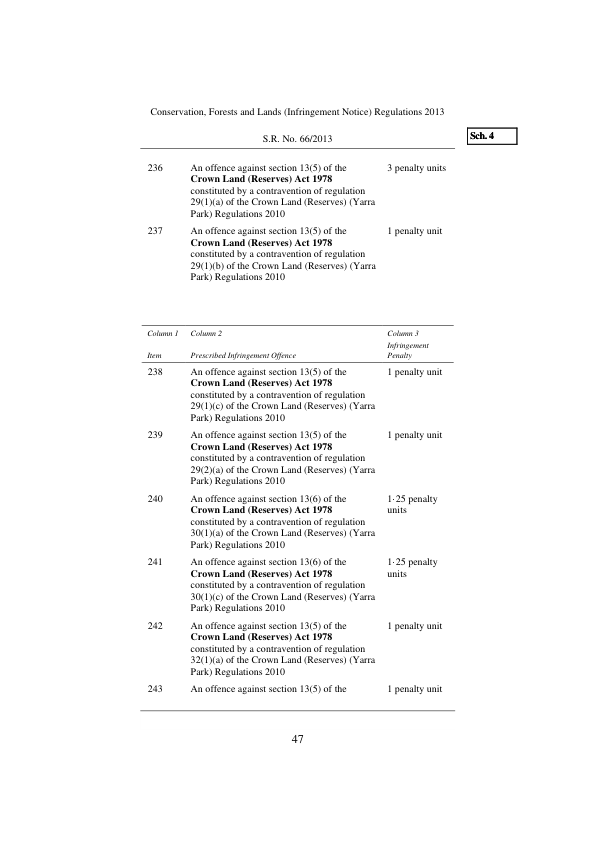 Conservation, Forests and Lands (Infringement Notice) Regulations 2013
S.R. No. 66/2013
Sch. 4
236 An offence against section 13(5) of the 3 penalty units
Crown Land (Reserves) Act 1978
constituted by a contravention of regulation
29(1)(a) of the Crown Land (Reserves) (Yarra
Park) Regulations 2010
237 An offence against section 13(5) of the 1 penalty unit
Crown Land (Reserves) Act 1978
constituted by a contravention of regulation
29(1)(b) of the Crown Land (Reserves) (Yarra
Park) Regulations 2010
Column 1 Column 2 Column 3
Infringement
Item Prescribed Infringement Offence Penalty
238 An offence against section 13(5) of the 1 penalty unit
Crown Land (Reserves) Act 1978
constituted by a contravention of regulation
29(1)(c) of the Crown Land (Reserves) (Yarra
Park) Regulations 2010
239 An offence against section 13(5) of the 1 penalty unit
Crown Land (Reserves) Act 1978
constituted by a contravention of regulation
29(2)(a) of the Crown Land (Reserves) (Yarra
Park) Regulations 2010
240 An offence against section 13(6) of the 1·25 penalty
Crown Land (Reserves) Act 1978 units
constituted by a contravention of regulation
30(1)(a) of the Crown Land (Reserves) (Yarra
Park) Regulations 2010
241 An offence against section 13(6) of the 1·25 penalty
Crown Land (Reserves) Act 1978 units
constituted by a contravention of regulation
30(1)(c) of the Crown Land (Reserves) (Yarra
Park) Regulations 2010
242 An offence against section 13(5) of the 1 penalty unit
Crown Land (Reserves) Act 1978
constituted by a contravention of regulation
32(1)(a) of the Crown Land (Reserves) (Yarra
Park) Regulations 2010
243 An offence against section 13(5) of the 1 penalty unit
47